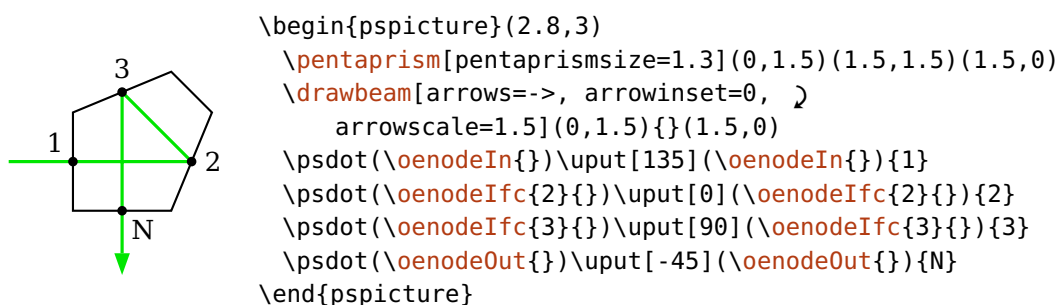 3
1
2
N
\begin{pspicture}(2.8,3)
\pentaprism[pentaprismsize=1.3](0,1.5)(1.5,1.5)(1.5,0)
\drawbeam[arrows=->, arrowinset=0,
arrowscale=1.5](0,1.5){}(1.5,0)
\psdot(\oenodeIn{})\uput[135](\oenodeIn{}){1}
\psdot(\oenodeIfc{2}{})\uput[0](\oenodeIfc{2}{}){2}
\psdot(\oenodeIfc{3}{})\uput[90](\oenodeIfc{3}{}){3}
\psdot(\oenodeOut{})\uput[-45](\oenodeOut{}){N}
\end{pspicture}